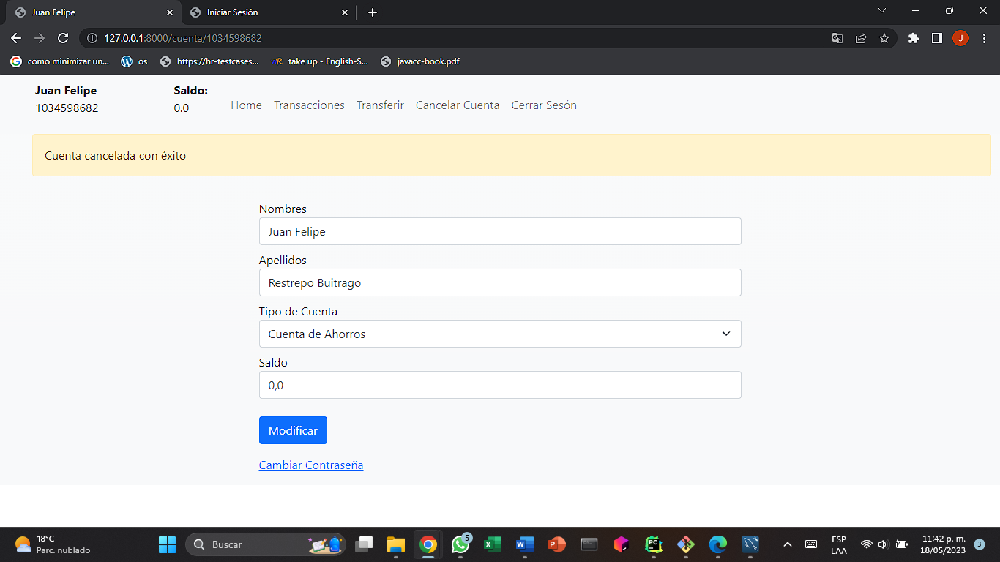 Juan Felipe
Iniciar Sesión
127.0.0.1:8000/cuenta/1034598682
J
como minimizar un...
os
https://hr-testcases...
take up - English-S...
javacc-book.pdf
Juan Felipe
Saldo:
1034598682
0.0
Home
Transacciones
Transferir
Cancelar Cuenta
Cerrar Sesón
Cuenta cancelada con éxito
Nombres
Juan Felipe
Apellidos
Restrepo Buitrago
Tipo de Cuenta
Cuenta de Ahorros
Saldo
0,0
Modificar
Cambiar Contraseña
18°C
Parc. nublado
Buscar
5
ESP
LAA
11:42 p. m.
18/05/2023
3